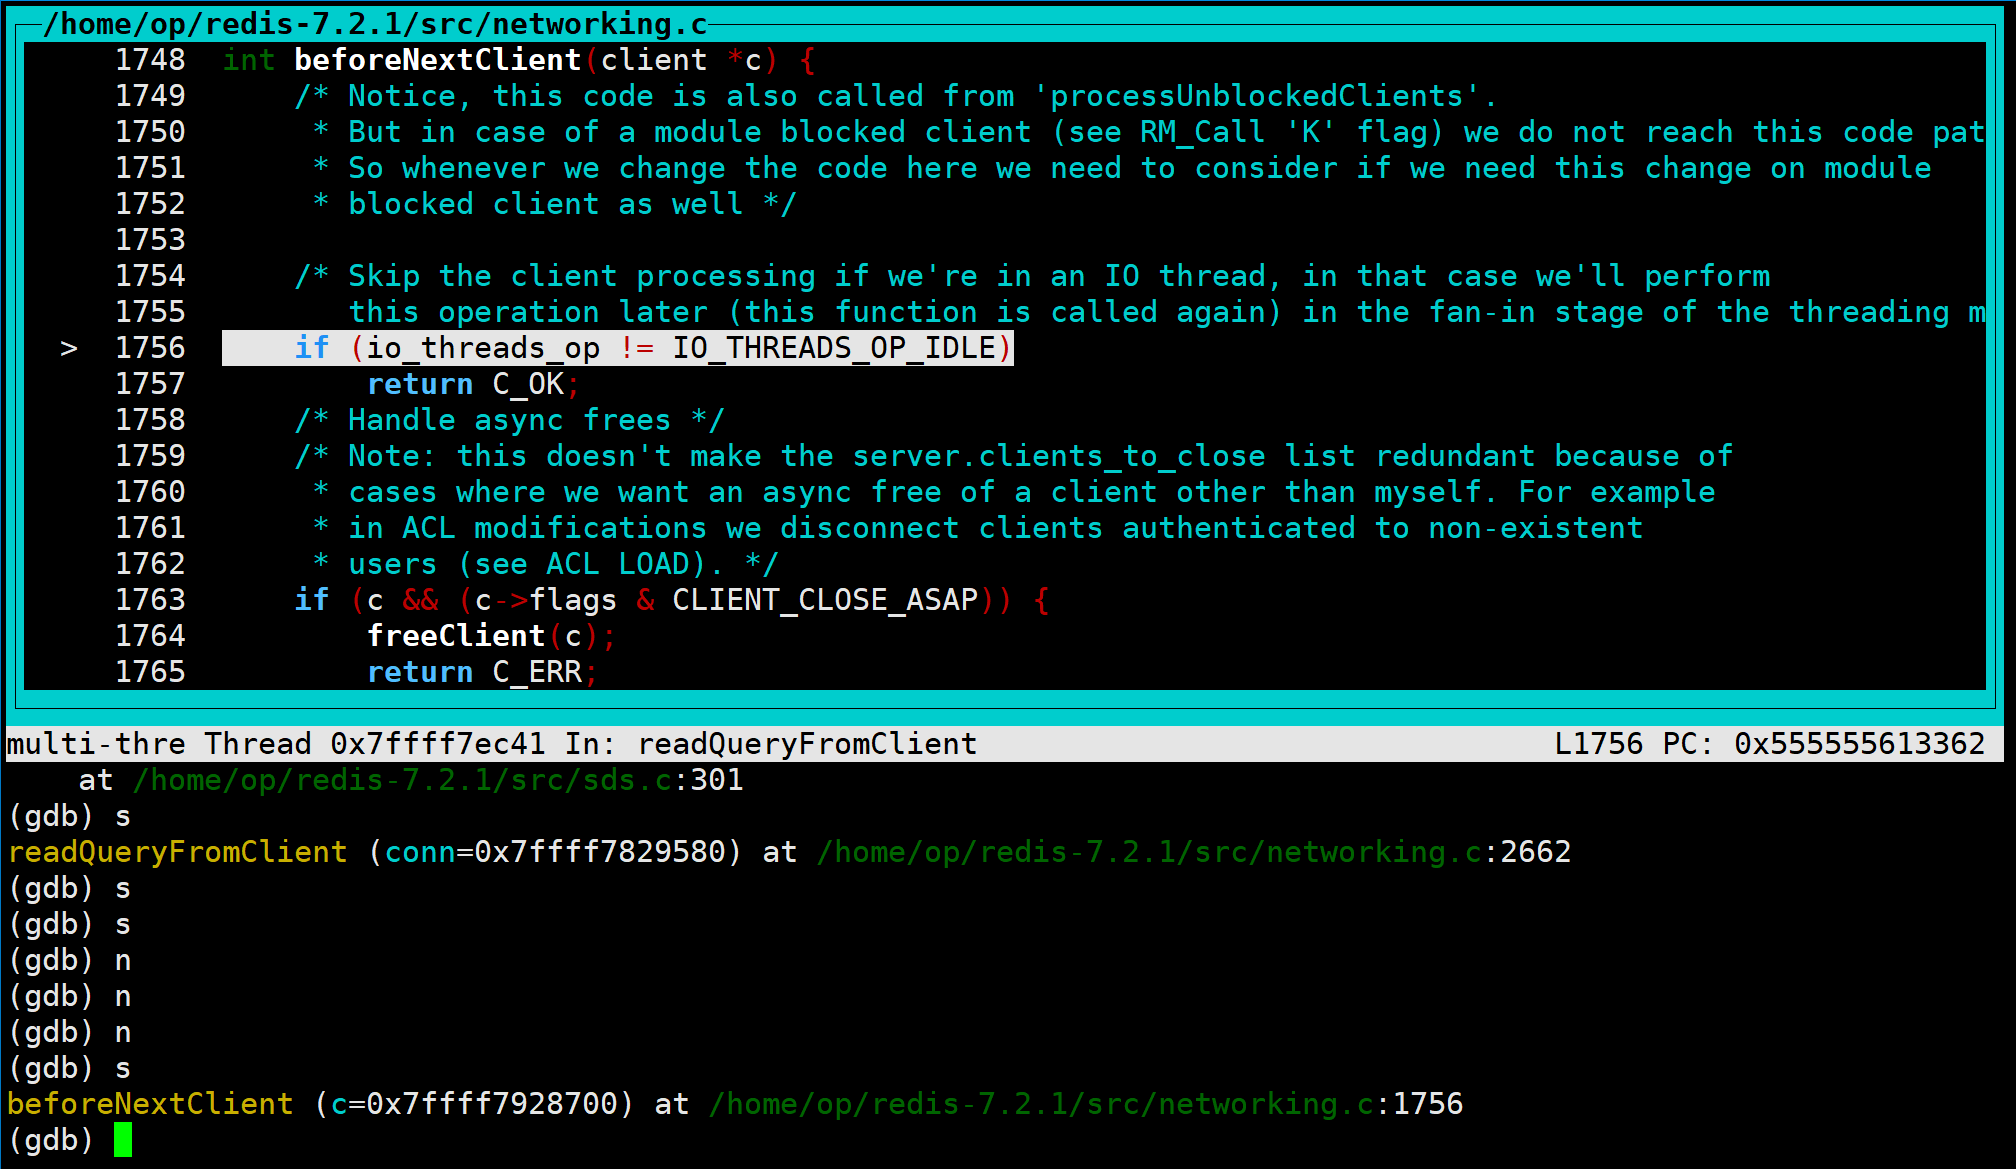 /home/op/redis-7.2.1/src/networking.c
1748  int beforeNextClient(client *c) {
1749      /* Notice, this code is also called from 'processUnblockedClients'.
1750       * But in case of a module blocked client (see RM_Call 'K' flag) we do not reach this code pat
1751       * So whenever we change the code here we need to consider if we need this change on module
1752       * blocked client as well */
1753
1754      /* Skip the client processing if we're in an IO thread, in that case we'll perform
1755         this operation later (this function is called again) in the fan-in stage of the threading m
>  1756      if (io_threads_op != IO_THREADS_OP_IDLE)
1757          return C_OK;
1758      /* Handle async frees */
1759      /* Note: this doesn't make the server.clients_to_close list redundant because of
1760       * cases where we want an async free of a client other than myself. For example
1761       * in ACL modifications we disconnect clients authenticated to non-existent
1762       * users (see ACL LOAD). */
1763      if (c && (c->flags & CLIENT_CLOSE_ASAP)) {
1764          freeClient(c);
1765          return C_ERR;
multi-thre Thread 0x7ffff7ec41 In: readQueryFromClient L1756 PC: 0x555555613362
    at /home/op/redis-7.2.1/src/sds.c:301
(gdb) s
readQueryFromClient (conn=0x7ffff7829580) at /home/op/redis-7.2.1/src/networking.c:2662
(gdb) s
(gdb) s
(gdb) n
(gdb) n
(gdb) n
(gdb) s
beforeNextClient (c=0x7ffff7928700) at /home/op/redis-7.2.1/src/networking.c:1756
(gdb)